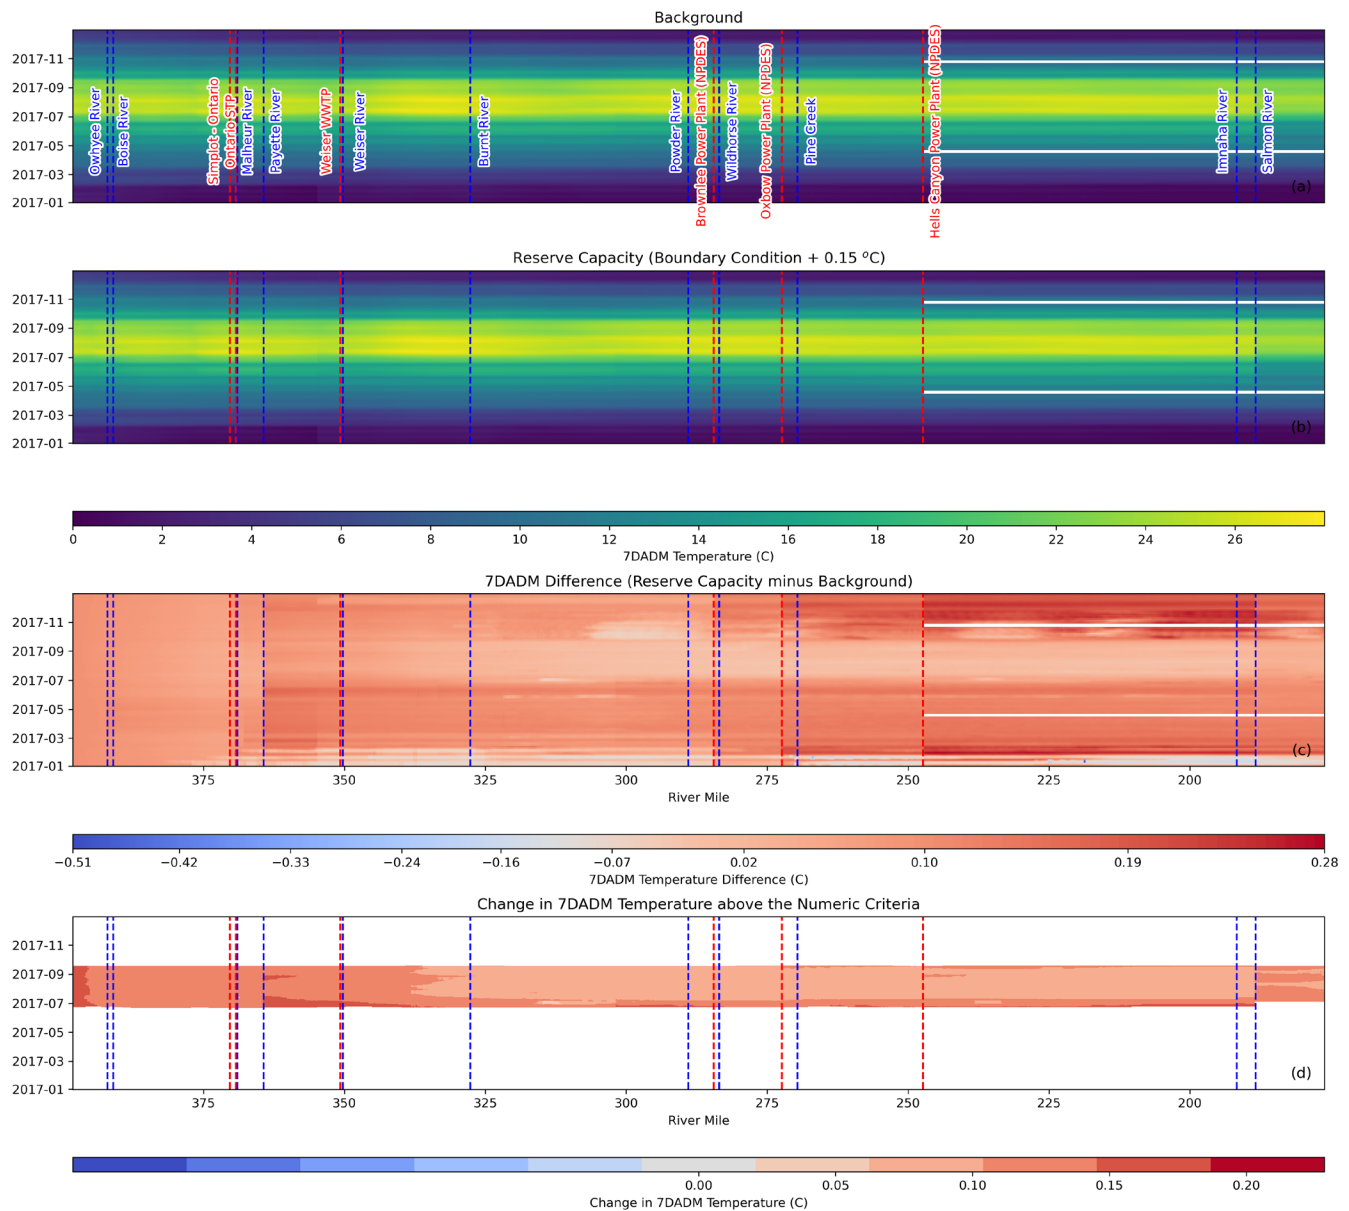 Background
2017-11
2017-09
2017-07
2017-05
2017-03
2017-01
Owhyee River
Boise River
Simplot - Ontario
Ontario STP
Malheur River
Payette River
Weiser WWTP
Weiser River
Burnt River
Powder River
Brownlee Power Plant (NPDES)
Wildhorse River
Oxbow Power Plant (NPDES)
Pine Creek
Hells Canyon Power Plant (NPDES)
Imnaha River
Salmon River
(a)
Reserve Capacity (Boundary Condition + 0.15 °C)
2017-11
2017-09
2017-07
2017-05
2017-03
2017-01
(b)
0 2 4 6 8 10 12 14 16 18 20 22 24 26
7DADM Temperature (C)
7DADM Difference (Reserve Capacity minus Background)
2017-11
2017-09
2017-07
2017-05
2017-03
2017-01
(c)
375 350 325 300 275 250 225 200
River Mile
−0.51 −0.42 −0.33 −0.24 −0.16 −0.07 0.02 0.10 0.19 0.28
7DADM Temperature Difference (C)
Change in 7DADM Temperature above the Numeric Criteria
2017-11
2017-09
2017-07
2017-05
2017-03
2017-01
(d)
375 350 325 300 275 250 225 200
River Mile
0.00 0.05 0.10 0.15 0.20
Change in 7DADM Temperature (C)